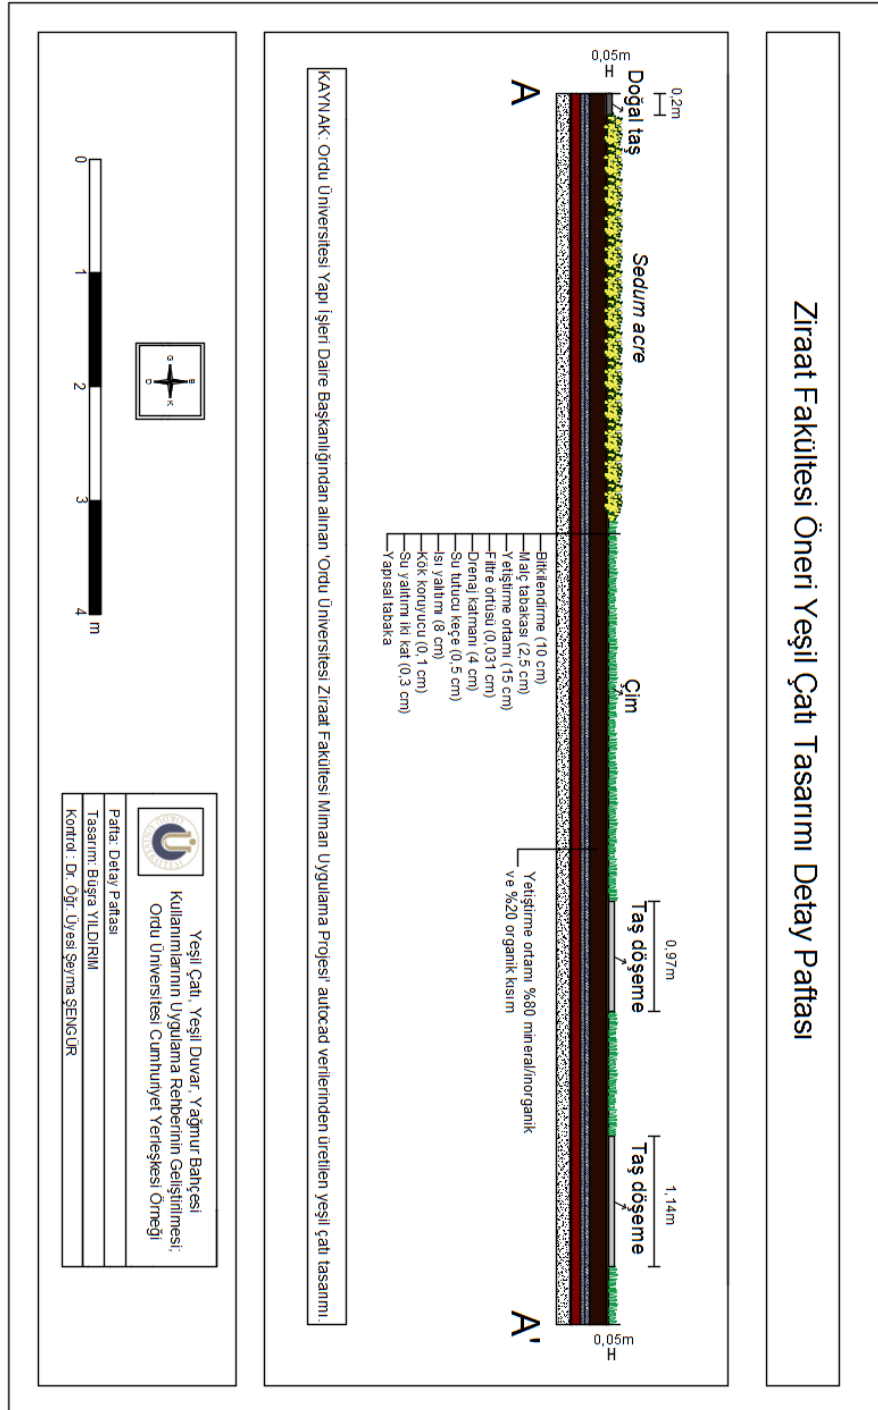 Ziraat Fakültesi Öneri Yeşil Çatı Tasarımı Detay Paftası
0,05m
0,2m
Doğal taş
Sedum acre
Çim
Taş döşeme
0,97m
Taş döşeme
1,14m
0,05m
A
A'
Bitkilendirme (10 cm)
Malç tabakası (2,5 cm)
Yetiştirme ortamı (15 cm)
Filtre örtüsü (0,031 cm)
Drenaj katmanı (4 cm)
Su tutucu keçe (0,5 cm)
Isı yalıtımı (8 cm)
Kök koruyucu (0,1 cm)
Su yalıtımı iki kat (0,3 cm)
Yapısal tabaka
Yetiştirme ortamı %80 mineral/inorganik
ve %20 organik kısım
KAYNAK: Ordu Üniversitesi Yapı İşleri Daire Başkanlığından alınan 'Ordu Üniversitesi Ziraat Fakültesi Mimari Uygulama Projesi' autocad verilerinden üretilen yeşil çatı tasarımı.
G
B
D
K
0
1
2
3
4
m
Yeşil Çatı, Yeşil Duvar, Yağmur Bahçesi
Kullanımlarının Uygulama Rehberinin Geliştirilmesi;
Ordu Üniversitesi Cumhuriyet Yerleşkesi Örneği
Pafta: Detay Paftası
Tasarım: Büşra YILDIRIM
Kontrol : Dr. Öğr. Üyesi Şeyma ŞENGÜR